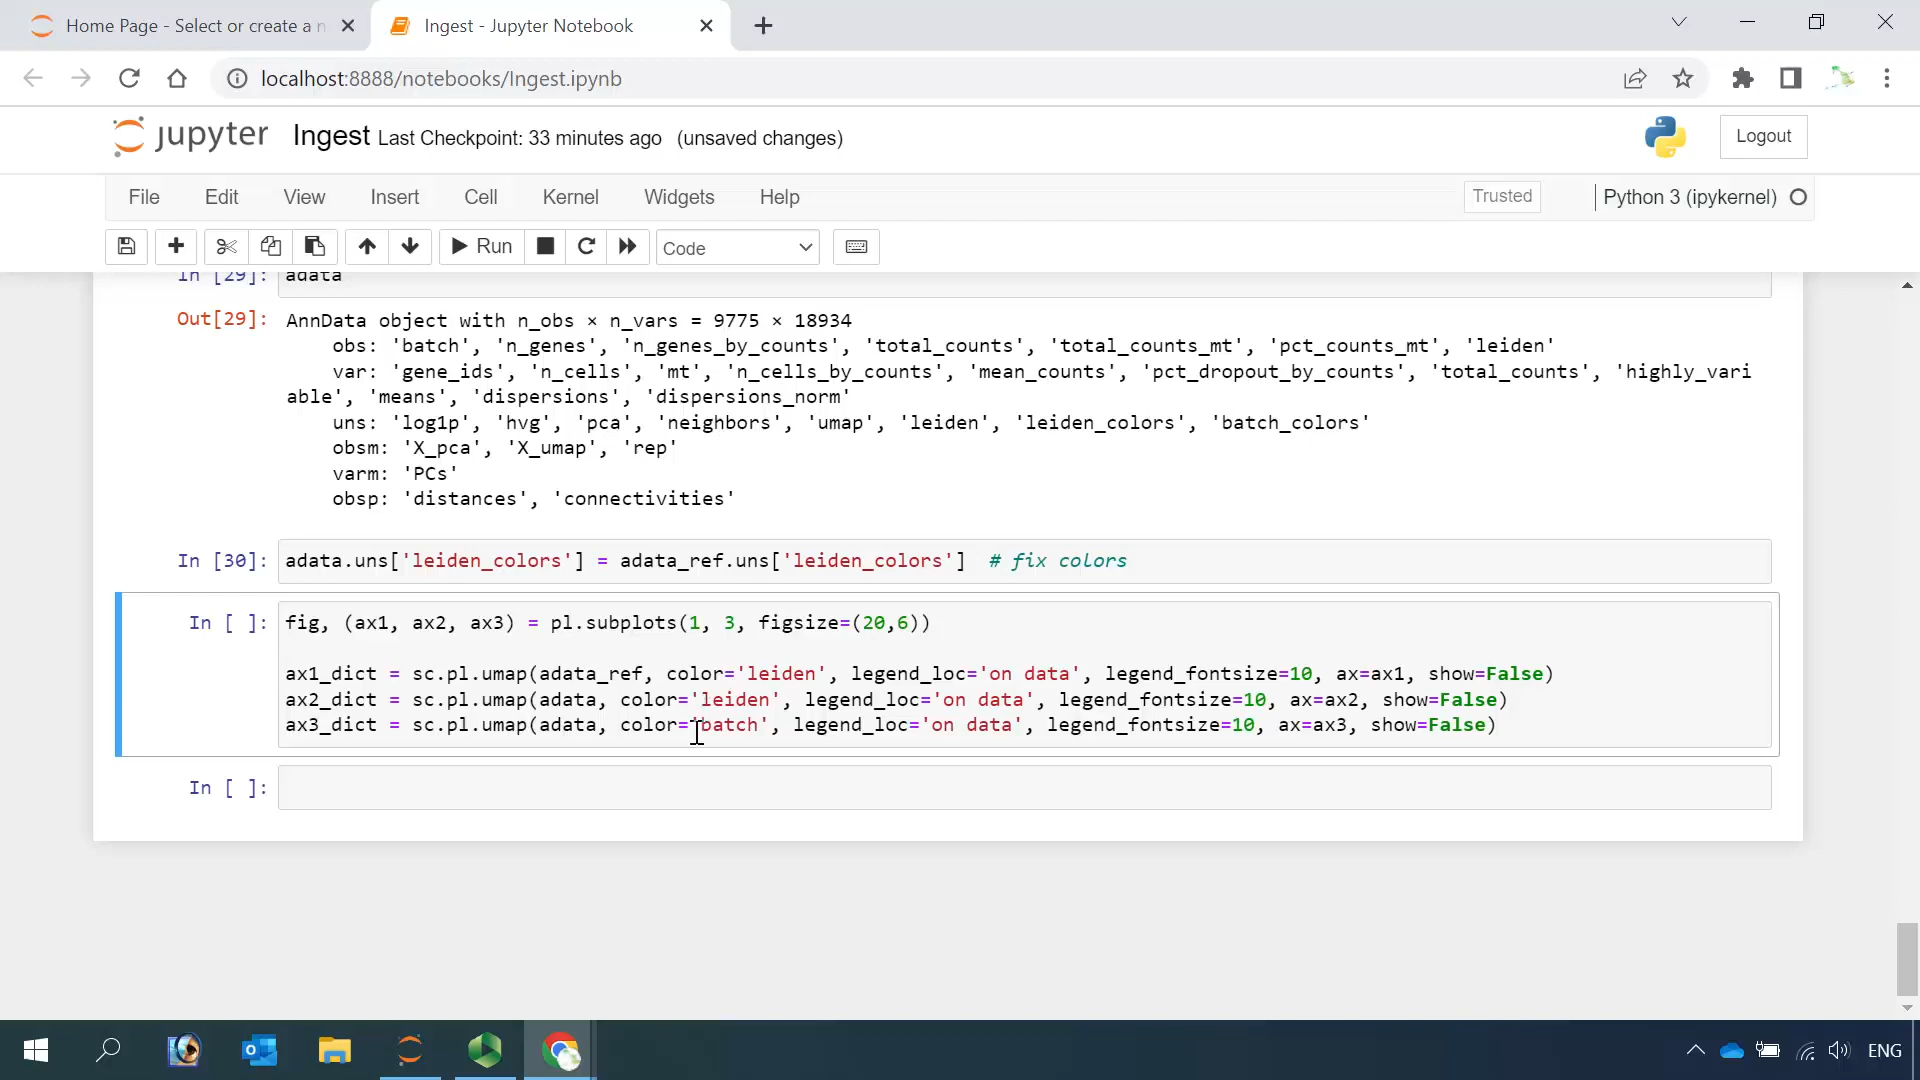 Home Page - Select or create a n
Ingest - Jupyter Notebook
localhost:8888/notebooks/Ingest.ipynb
jupyter Ingest Last Checkpoint: 33 minutes ago (unsaved changes)
Logout
File Edit View Insert Cell Kernel Widgets Help
Trusted
Python 3 (ipykernel)
Run
Code
In [29]: adata
Out[29]: AnnData object with n_obs × n_vars = 9775 × 18934
obs: 'batch', 'n_genes', 'n_genes_by_counts', 'total_counts', 'total_counts_mt', 'pct_counts_mt', 'leiden'
var: 'gene_ids', 'n_cells', 'mt', 'n_cells_by_counts', 'mean_counts', 'pct_dropout_by_counts', 'total_counts', 'highly_vari
able', 'means', 'dispersions', 'dispersions_norm'
uns: 'log1p', 'hvg', 'pca', 'neighbors', 'umap', 'leiden', 'leiden_colors', 'batch_colors'
obsm: 'X_pca', 'X_umap', 'rep'
varm: 'PCs'
obsp: 'distances', 'connectivities'
In [30]: adata.uns['leiden_colors'] = adata_ref.uns['leiden_colors']  # fix colors
In [ ]: fig, (ax1, ax2, ax3) = pl.subplots(1, 3, figsize=(20,6))
ax1_dict = sc.pl.umap(adata_ref, color='leiden', legend_loc='on data', legend_fontsize=10, ax=ax1, show=False)
ax2_dict = sc.pl.umap(adata, color='leiden', legend_loc='on data', legend_fontsize=10, ax=ax2, show=False)
ax3_dict = sc.pl.umap(adata, color='batch', legend_loc='on data', legend_fontsize=10, ax=ax3, show=False)
In [ ]:
ENG